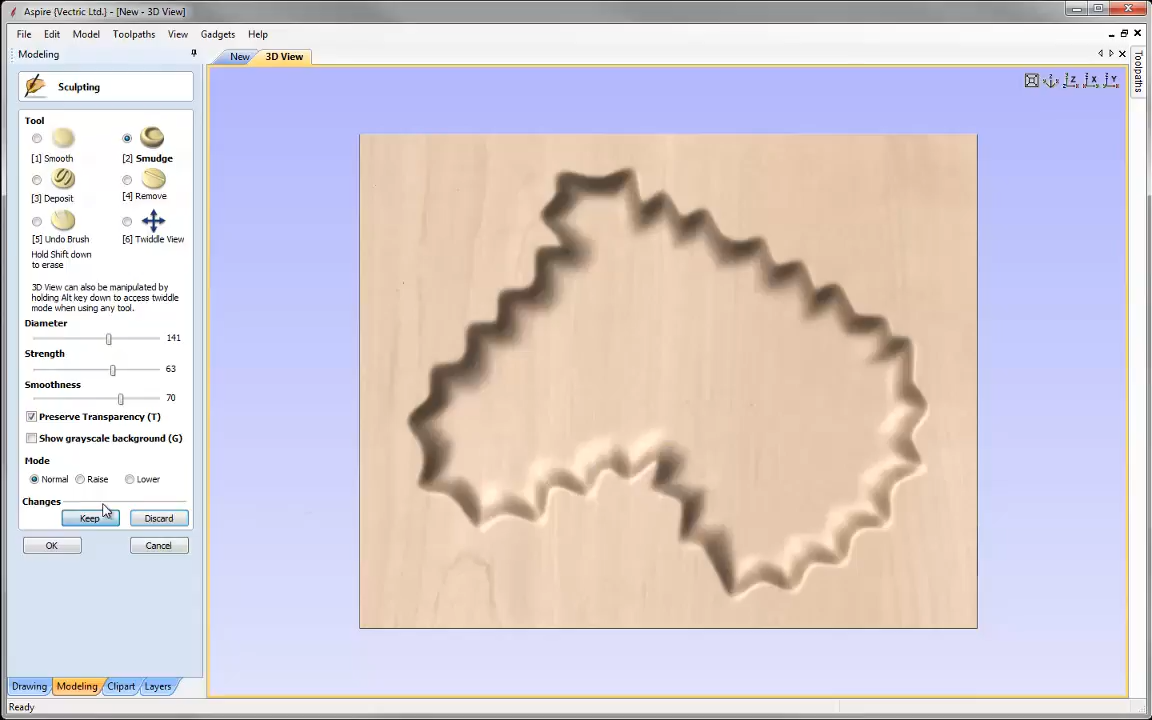 Aspire {Vectric Ltd.} - [New - 3D View]
File Edit Model Toolpaths View Gadgets Help
Modeling
New 3D View
Toolpaths
Z X Y
Sculpting
Tool
[1] Smooth [2] Smudge
[3] Deposit [4] Remove
[5] Undo Brush [6] Twiddle View
Hold Shift down
to erase
3D View can also be manipulated by
holding Alt key down to access twiddle
mode when using any tool.
Diameter
141
Strength
63
Smoothness
70
Preserve Transparency (T)
Show grayscale background (G)
Mode
Normal Raise Lower
Changes
Keep Discard
OK Cancel
Drawing Modeling Clipart Layers
Ready